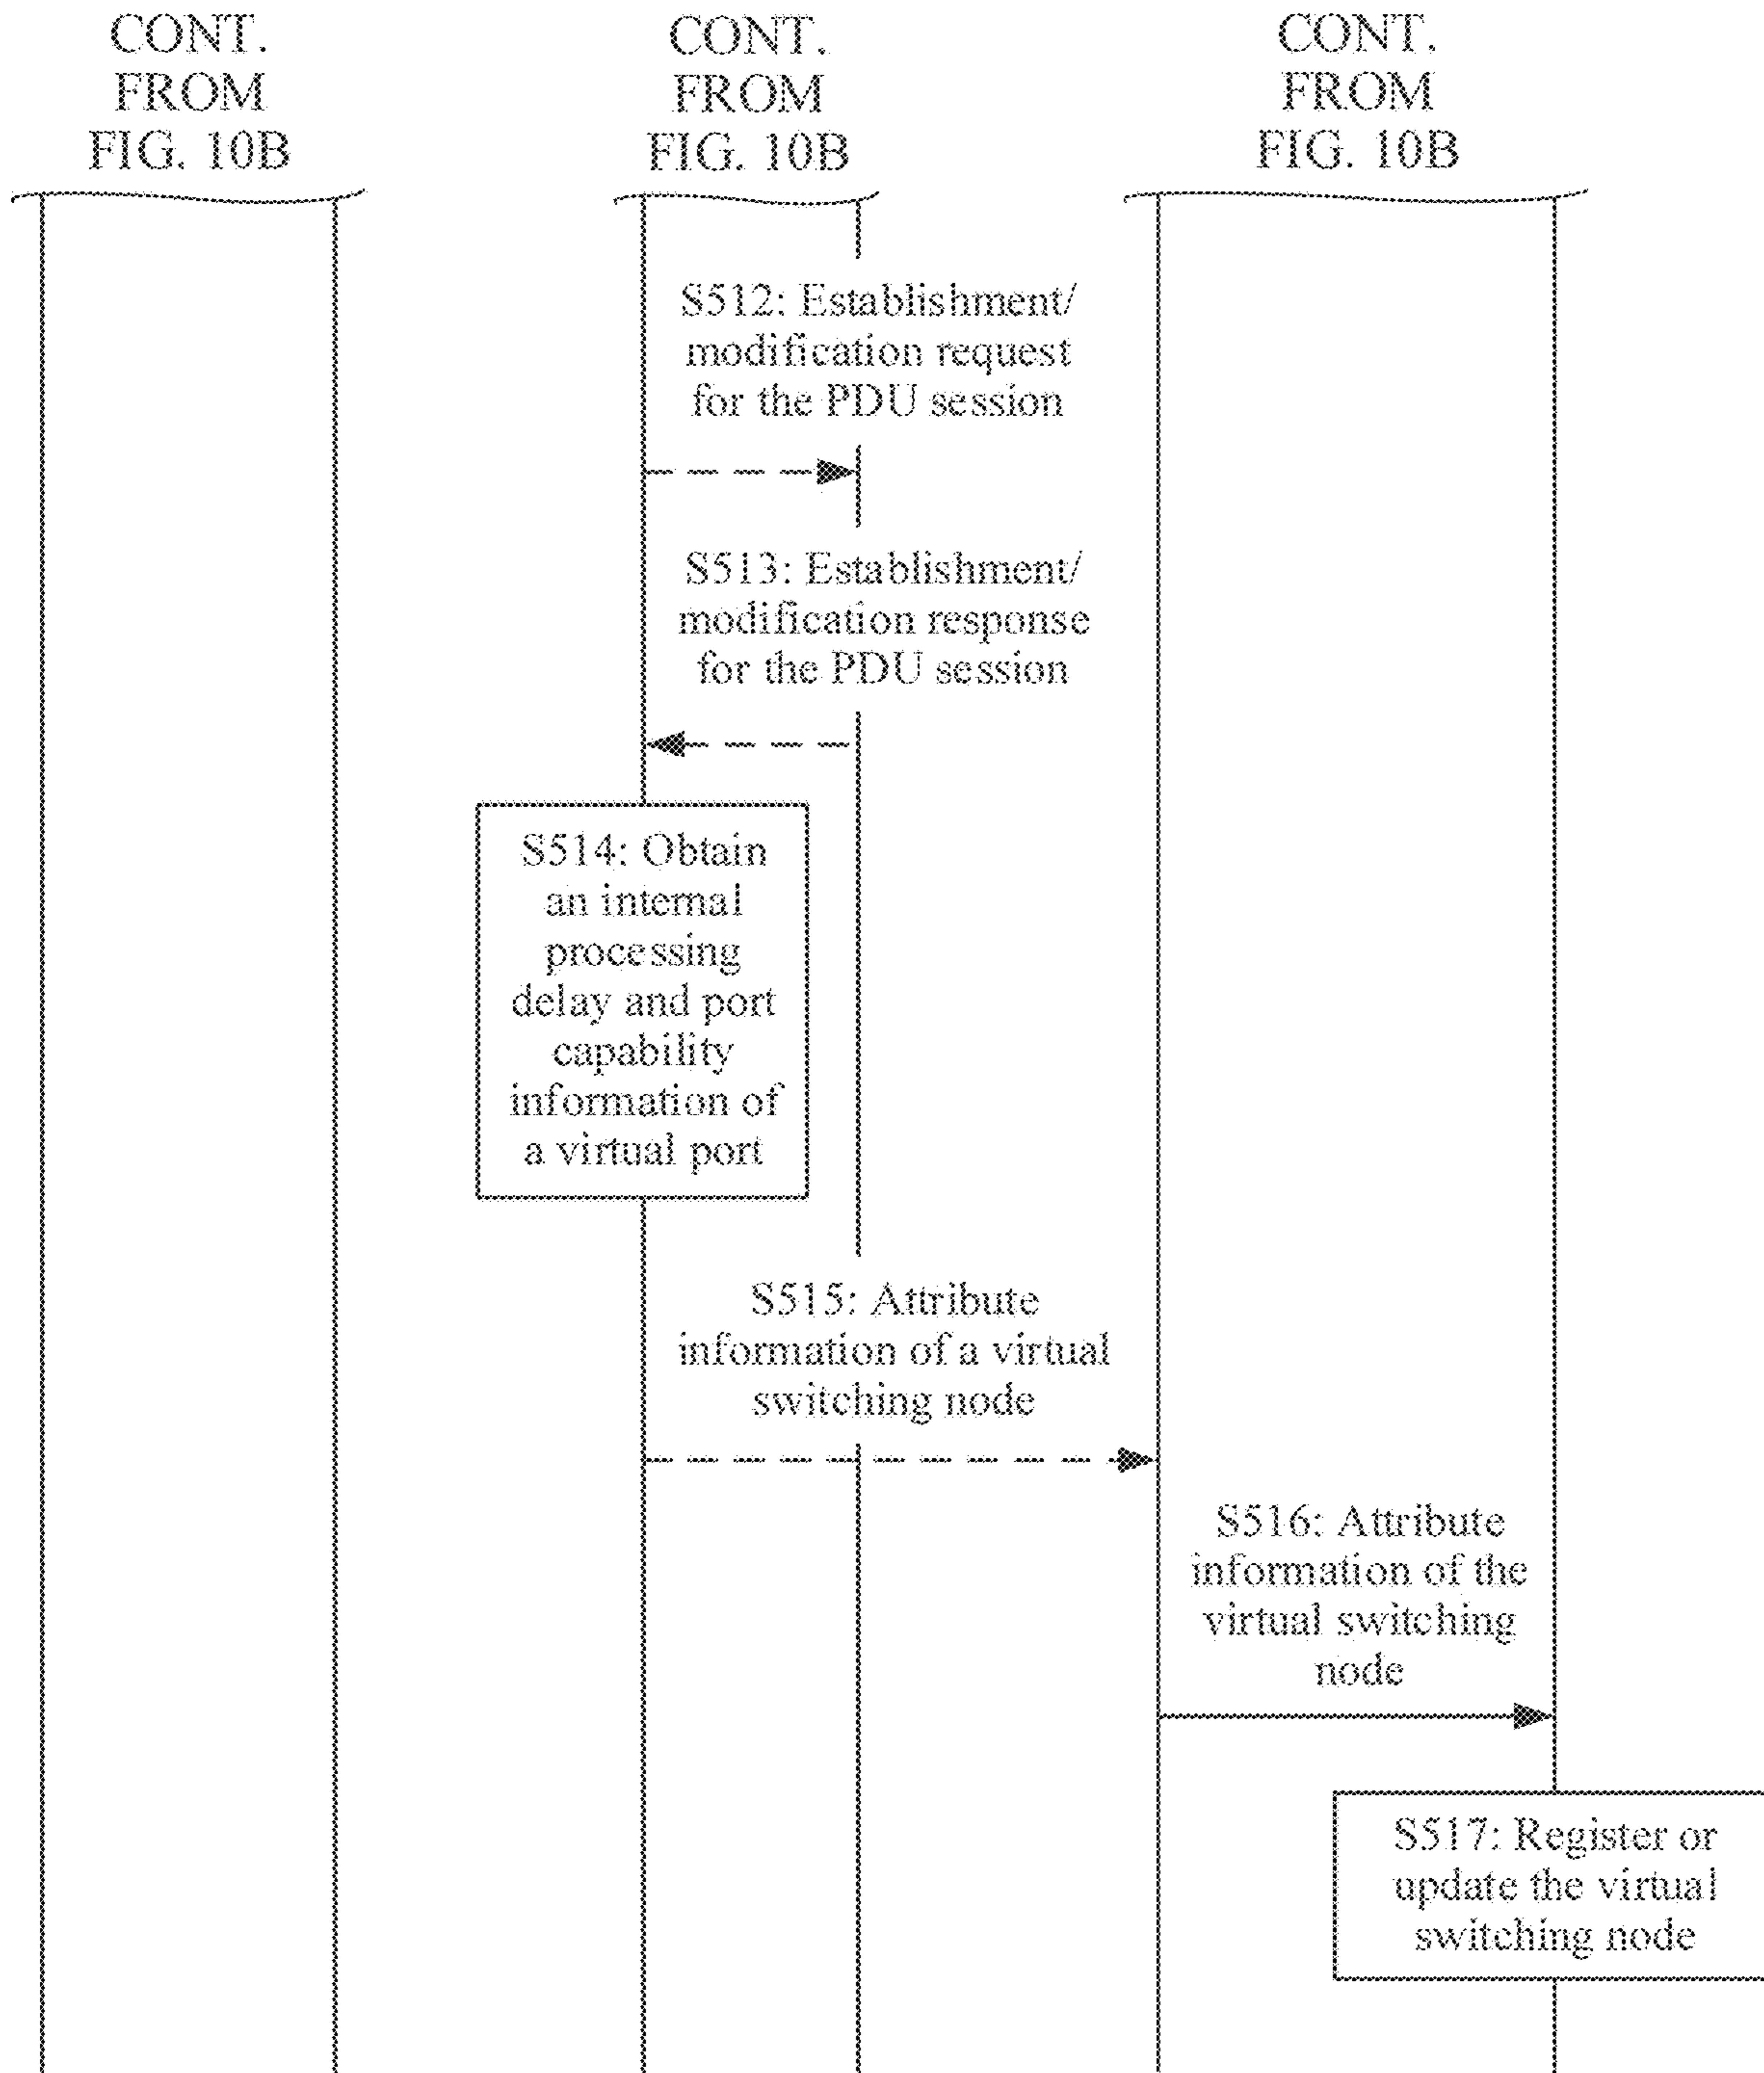 CONT.
FROM
FIG. 10B
CONT.
FROM
FIG. 10B
CONT.
FROM
FIG. 10B
S512: Establishment/
modification request
for the PDU session
S513: Establishment/
modification response
for the PDU session
S514: Obtain
an internal
processing
delay and port
capability
information of
a virtual port
S515: Attribute
information of a virtual
switching node
S516: Attribute
information of the
virtual switching
node
S517: Register or
update the virtual
switching node